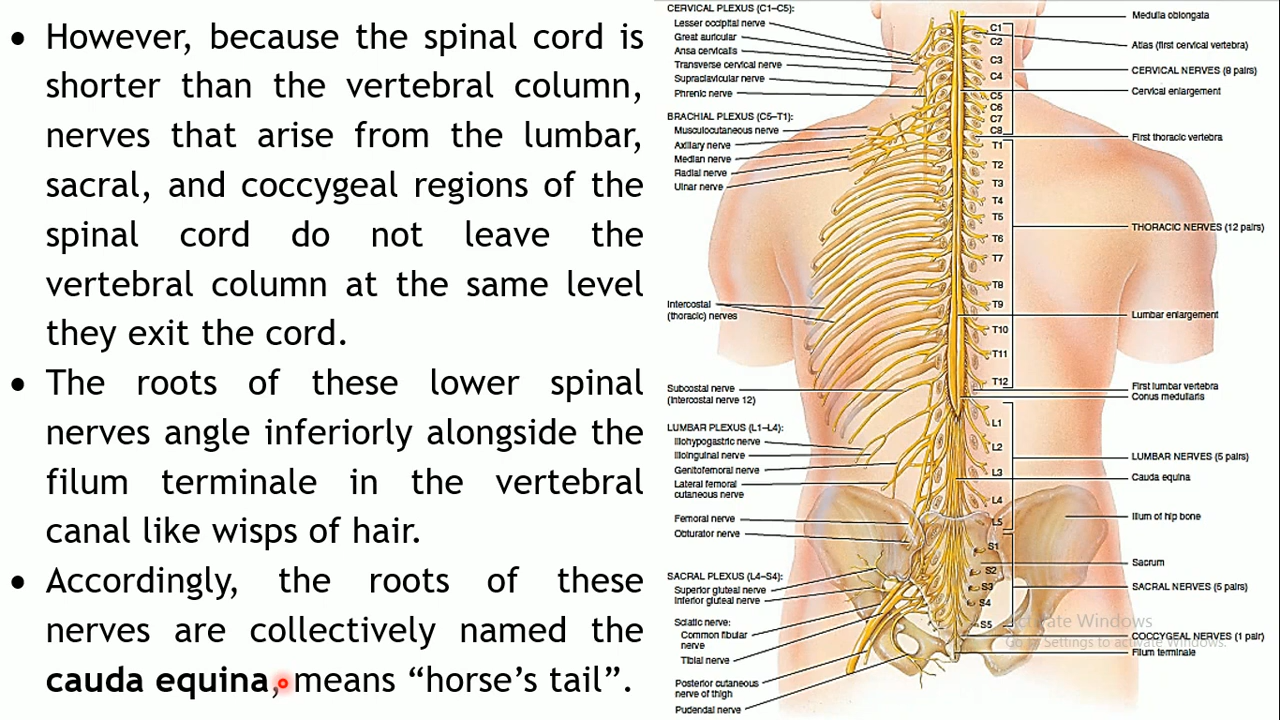 • However, because the spinal cord is
shorter than the vertebral column,
nerves that arise from the lumbar,
sacral, and coccygeal regions of the
spinal cord do not leave the
vertebral column at the same level
they exit the cord.
• The roots of these lower spinal
nerves angle inferiorly alongside the
filum terminale in the vertebral
canal like wisps of hair.
• Accordingly, the roots of these
nerves are collectively named the
cauda equina, means “horse’s tail”.
CERVICAL PLEXUS (C1–C5):
Lesser occipital nerve
Great auricular
Ansa cervicalis
Transverse cervical nerve
Supraclavicular nerve
Phrenic nerve
BRACHIAL PLEXUS (C5–T1):
Musculocutaneous nerve
Axillary nerve
Median nerve
Radial nerve
Ulnar nerve
Intercostal
(thoracic) nerves
Subcostal nerve
(intercostal nerve 12)
LUMBAR PLEXUS (L1–L4):
Iliohypogastric nerve
Ilioinguinal nerve
Genitofemoral nerve
Lateral femoral
cutaneous nerve
Femoral nerve
Obturator nerve
SACRAL PLEXUS (L4–S4):
Superior gluteal nerve
Inferior gluteal nerve
Sciatic nerve:
Common fibular
nerve
Tibial nerve
Posterior cutaneous
nerve of thigh
Pudendal nerve
C1
C2
C3
C4
C5
C6
C7
C8
T1
T2
T3
T4
T5
T6
T7
T8
T9
T10
T11
T12
L1
L2
L3
L4
L5
S1
S2
S3
S4
S5
Medulla oblongata
Atlas (first cervical vertebra)
CERVICAL NERVES (8 pairs)
Cervical enlargement
First thoracic vertebra
THORACIC NERVES (12 pairs)
Lumbar enlargement
First lumbar vertebra
Conus medullaris
LUMBAR NERVES (5 pairs)
Cauda equina
Ilium of hip bone
Sacrum
SACRAL NERVES (5 pairs)
Activate Windows
COCCYGEAL NERVES (1 pair)
Go to Settings to activate Windows.
Filum terminale